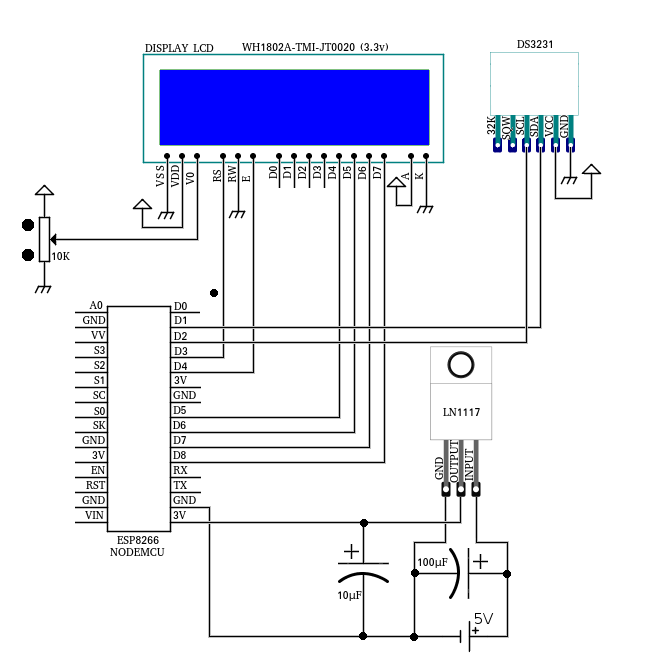 DISPLAY LCD
WH1802A-TMI-JT0020 (3.3v)
DS3231
32K
SQW
SCL
SDA
VCC
GND
VSS
VDD
V0
RS
RW
E
D0
D1
D2
D3
D4
D5
D6
D7
A
K
10K
A0
GND
VV
S3
S2
S1
SC
S0
SK
GND
3V
EN
RST
GND
VIN
D0
D1
D2
D3
D4
3V
GND
D5
D6
D7
D8
RX
TX
GND
3V
ESP8266
NODEMCU
LN1117
GND
OUTPUT
INPUT
+
10µF
100µF
+
5V
+